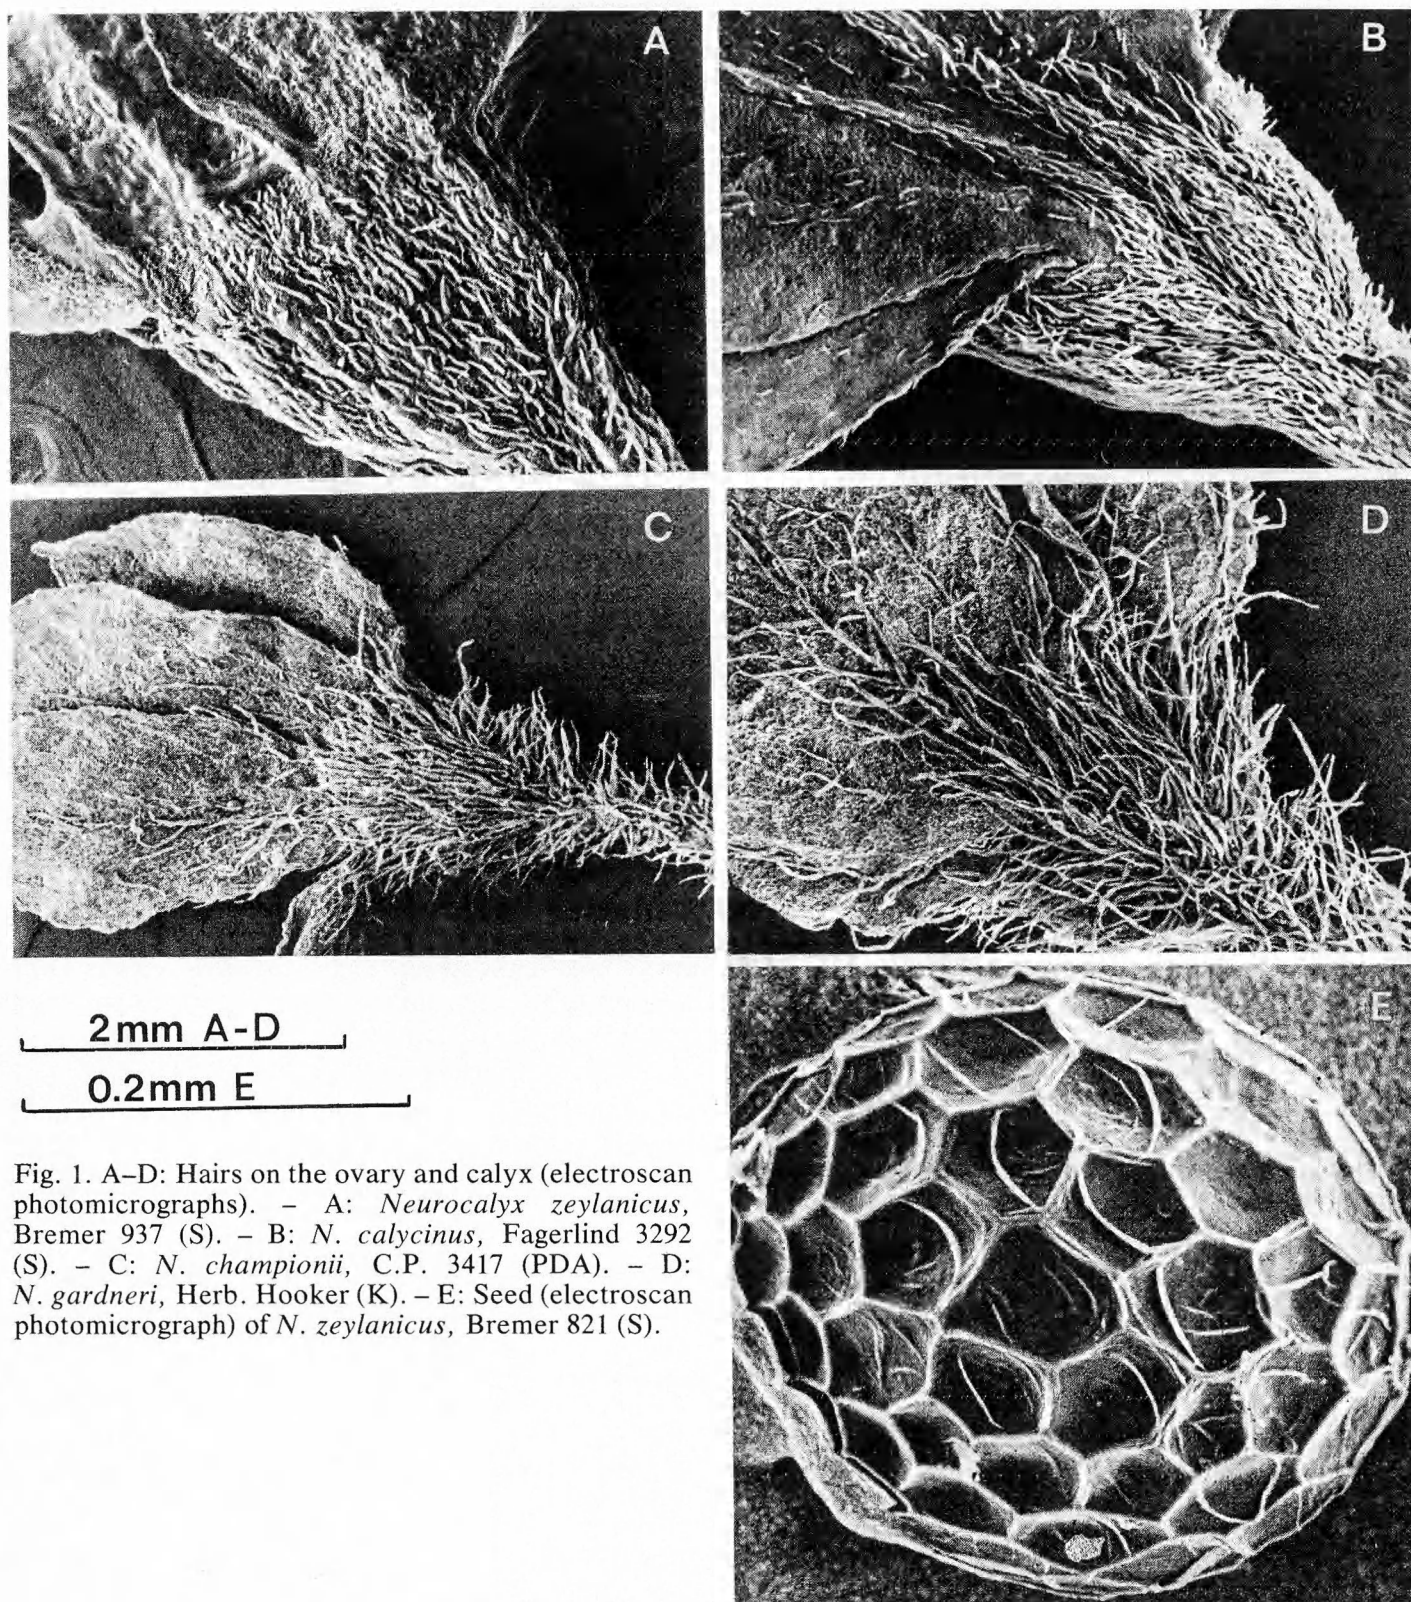 A
B
C
D
E
2mm A-D
0.2mm E
Fig. 1. A–D: Hairs on the ovary and calyx (electroscan
photomicrographs). – A: Neurocalyx zeylanicus,
Bremer 937 (S). – B: N. calycinus, Fagerlind 3292
(S). – C: N. championii, C.P. 3417 (PDA). – D:
N. gardneri, Herb. Hooker (K). – E: Seed (electroscan
photomicrograph) of N. zeylanicus, Bremer 821 (S).